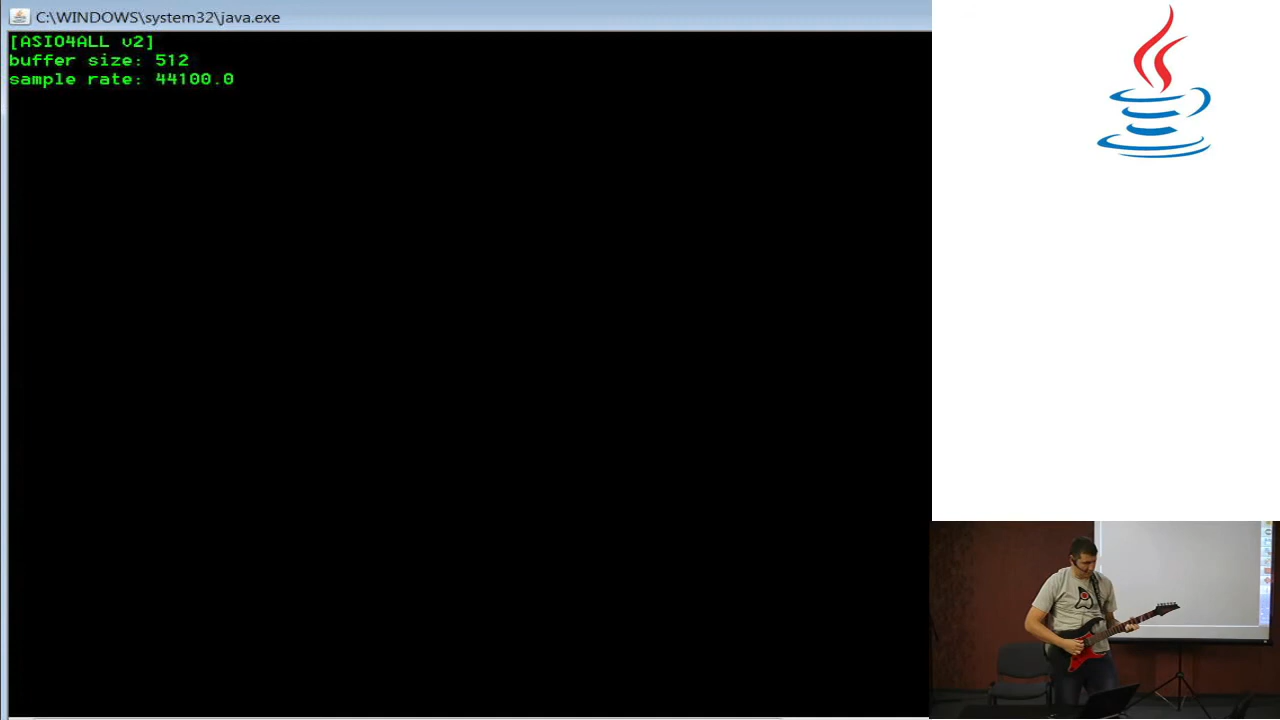 C:\WINDOWS\system32\java.exe
[ASIO4ALL v2]
buffer size: 512
sample rate: 44100.0